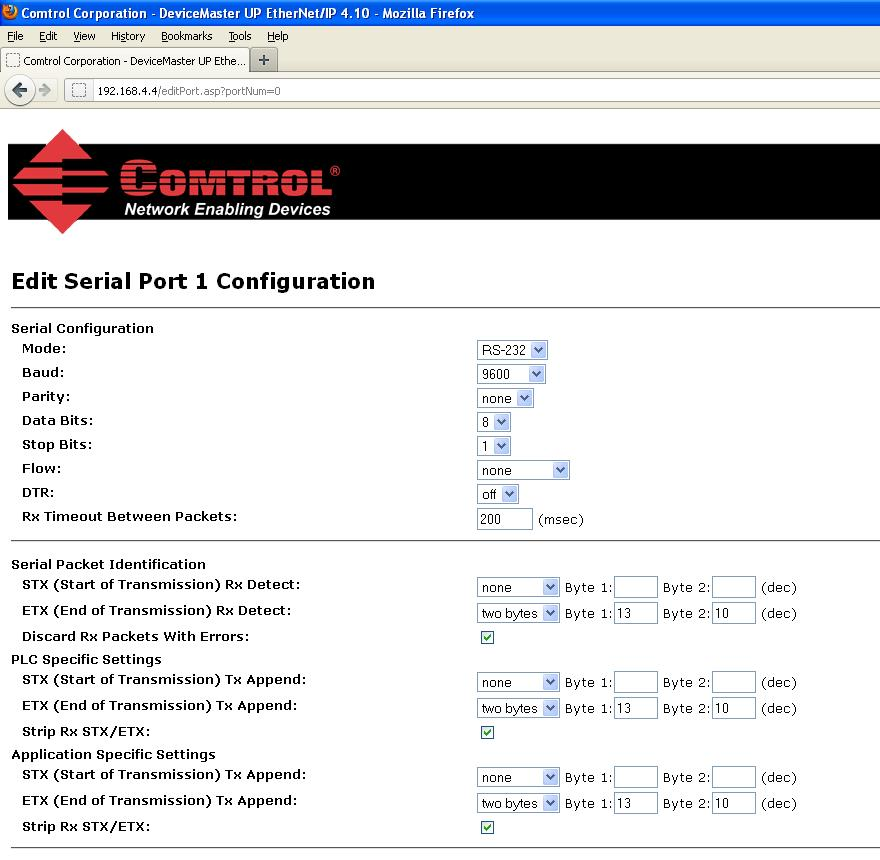 Comtrol Corporation - DeviceMaster UP EtherNet/IP 4.10 - Mozilla Firefox
File Edit View History Bookmarks Tools Help
Comtrol Corporation - DeviceMaster UP Ethe... +
192.168.4.4/editPort.asp?portNum=0
COMTROL®
Network Enabling Devices
Edit Serial Port 1 Configuration
Serial Configuration
Mode: RS-232
Baud: 9600
Parity: none
Data Bits: 8
Stop Bits: 1
Flow: none
DTR: off
Rx Timeout Between Packets: 200 (msec)
Serial Packet Identification
STX (Start of Transmission) Rx Detect: none Byte 1: Byte 2: (dec)
ETX (End of Transmission) Rx Detect: two bytes Byte 1: 13 Byte 2: 10 (dec)
Discard Rx Packets With Errors:
PLC Specific Settings
STX (Start of Transmission) Tx Append: none Byte 1: Byte 2: (dec)
ETX (End of Transmission) Tx Append: two bytes Byte 1: 13 Byte 2: 10 (dec)
Strip Rx STX/ETX:
Application Specific Settings
STX (Start of Transmission) Tx Append: none Byte 1: Byte 2: (dec)
ETX (End of Transmission) Tx Append: two bytes Byte 1: 13 Byte 2: 10 (dec)
Strip Rx STX/ETX: